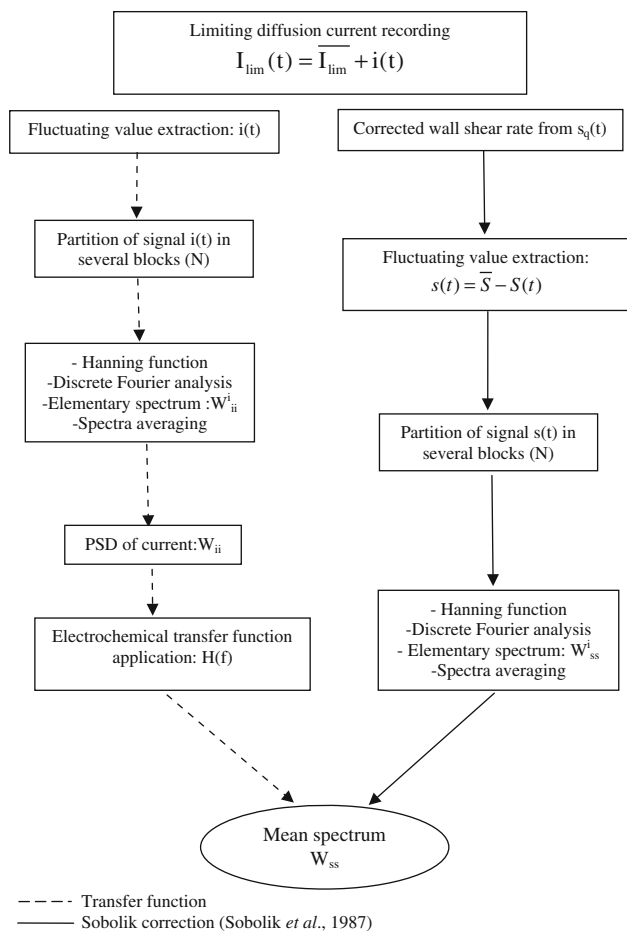 Limiting diffusion current recording
I_lim (t) = \overline{I_lim} + i(t)
Fluctuating value extraction: i(t)
Partition of signal i(t) in
several blocks (N)
- Hanning function
-Discrete Fourier analysis
-Elementary spectrum :W^i_ii
-Spectra averaging
PSD of current:W_ii
Electrochemical transfer function
application: H(f)
Corrected wall shear rate from s_q(t)
Fluctuating value extraction:
s(t) = \overline{S} − S(t)
Partition of signal s(t) in
several blocks (N)
- Hanning function
-Discrete Fourier analysis
- Elementary spectrum: W^i_ss
-Spectra averaging
Mean spectrum
W_ss
Transfer function
Sobolik correction (Sobolik et al., 1987)